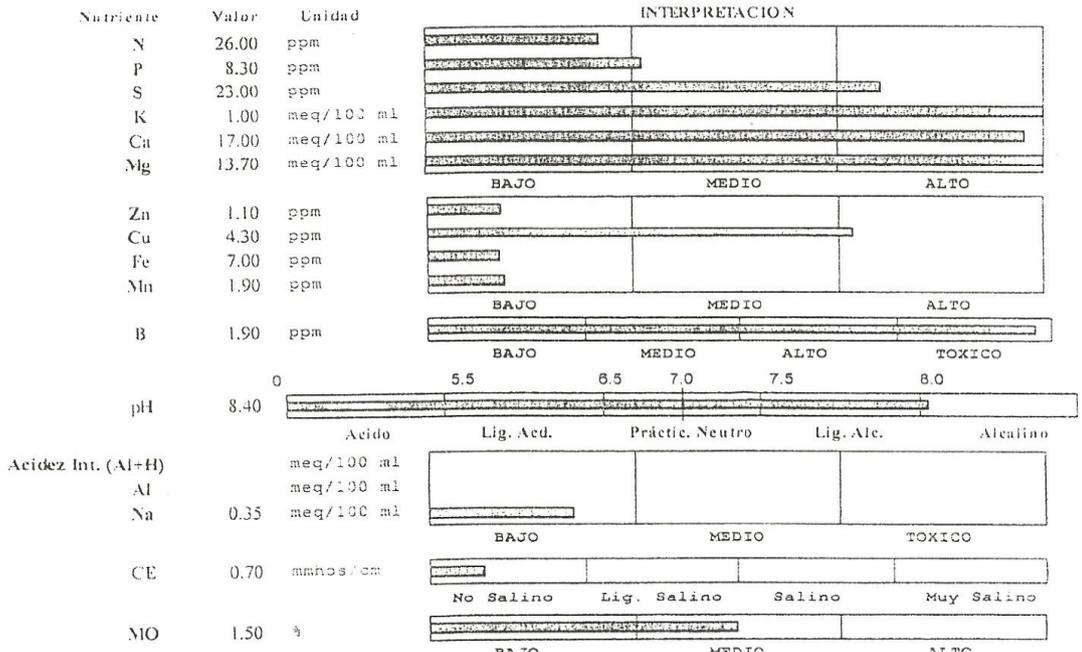 Nutriente Valor Unidad INTERPRETACION
N 26.00 ppm
P 8.30 ppm
S 23.00 ppm
K 1.00 meq/100 ml
Ca 17.00 meq/100 ml
Mg 13.70 meq/100 ml
BAJO MEDIO ALTO
Zn 1.10 ppm
Cu 4.30 ppm
Fe 7.00 ppm
Mn 1.90 ppm
BAJO MEDIO ALTO
B 1.90 ppm
BAJO MEDIO ALTO TOXICO
0 5.5 6.5 7.0 7.5 8.0
pH 8.40
Acido Lig. Acd. Práctic. Neutro Lig. Alc. Alcalino
Acidez Int. (Al+H) meq/100 ml
Al meq/100 ml
Na 0.35 meq/100 ml
BAJO MEDIO TOXICO
CE 0.70 mmhos/cm
No Salino Lig. Salino Salino Muy Salino
MO 1.50 %
BAJO MEDIO ALTO